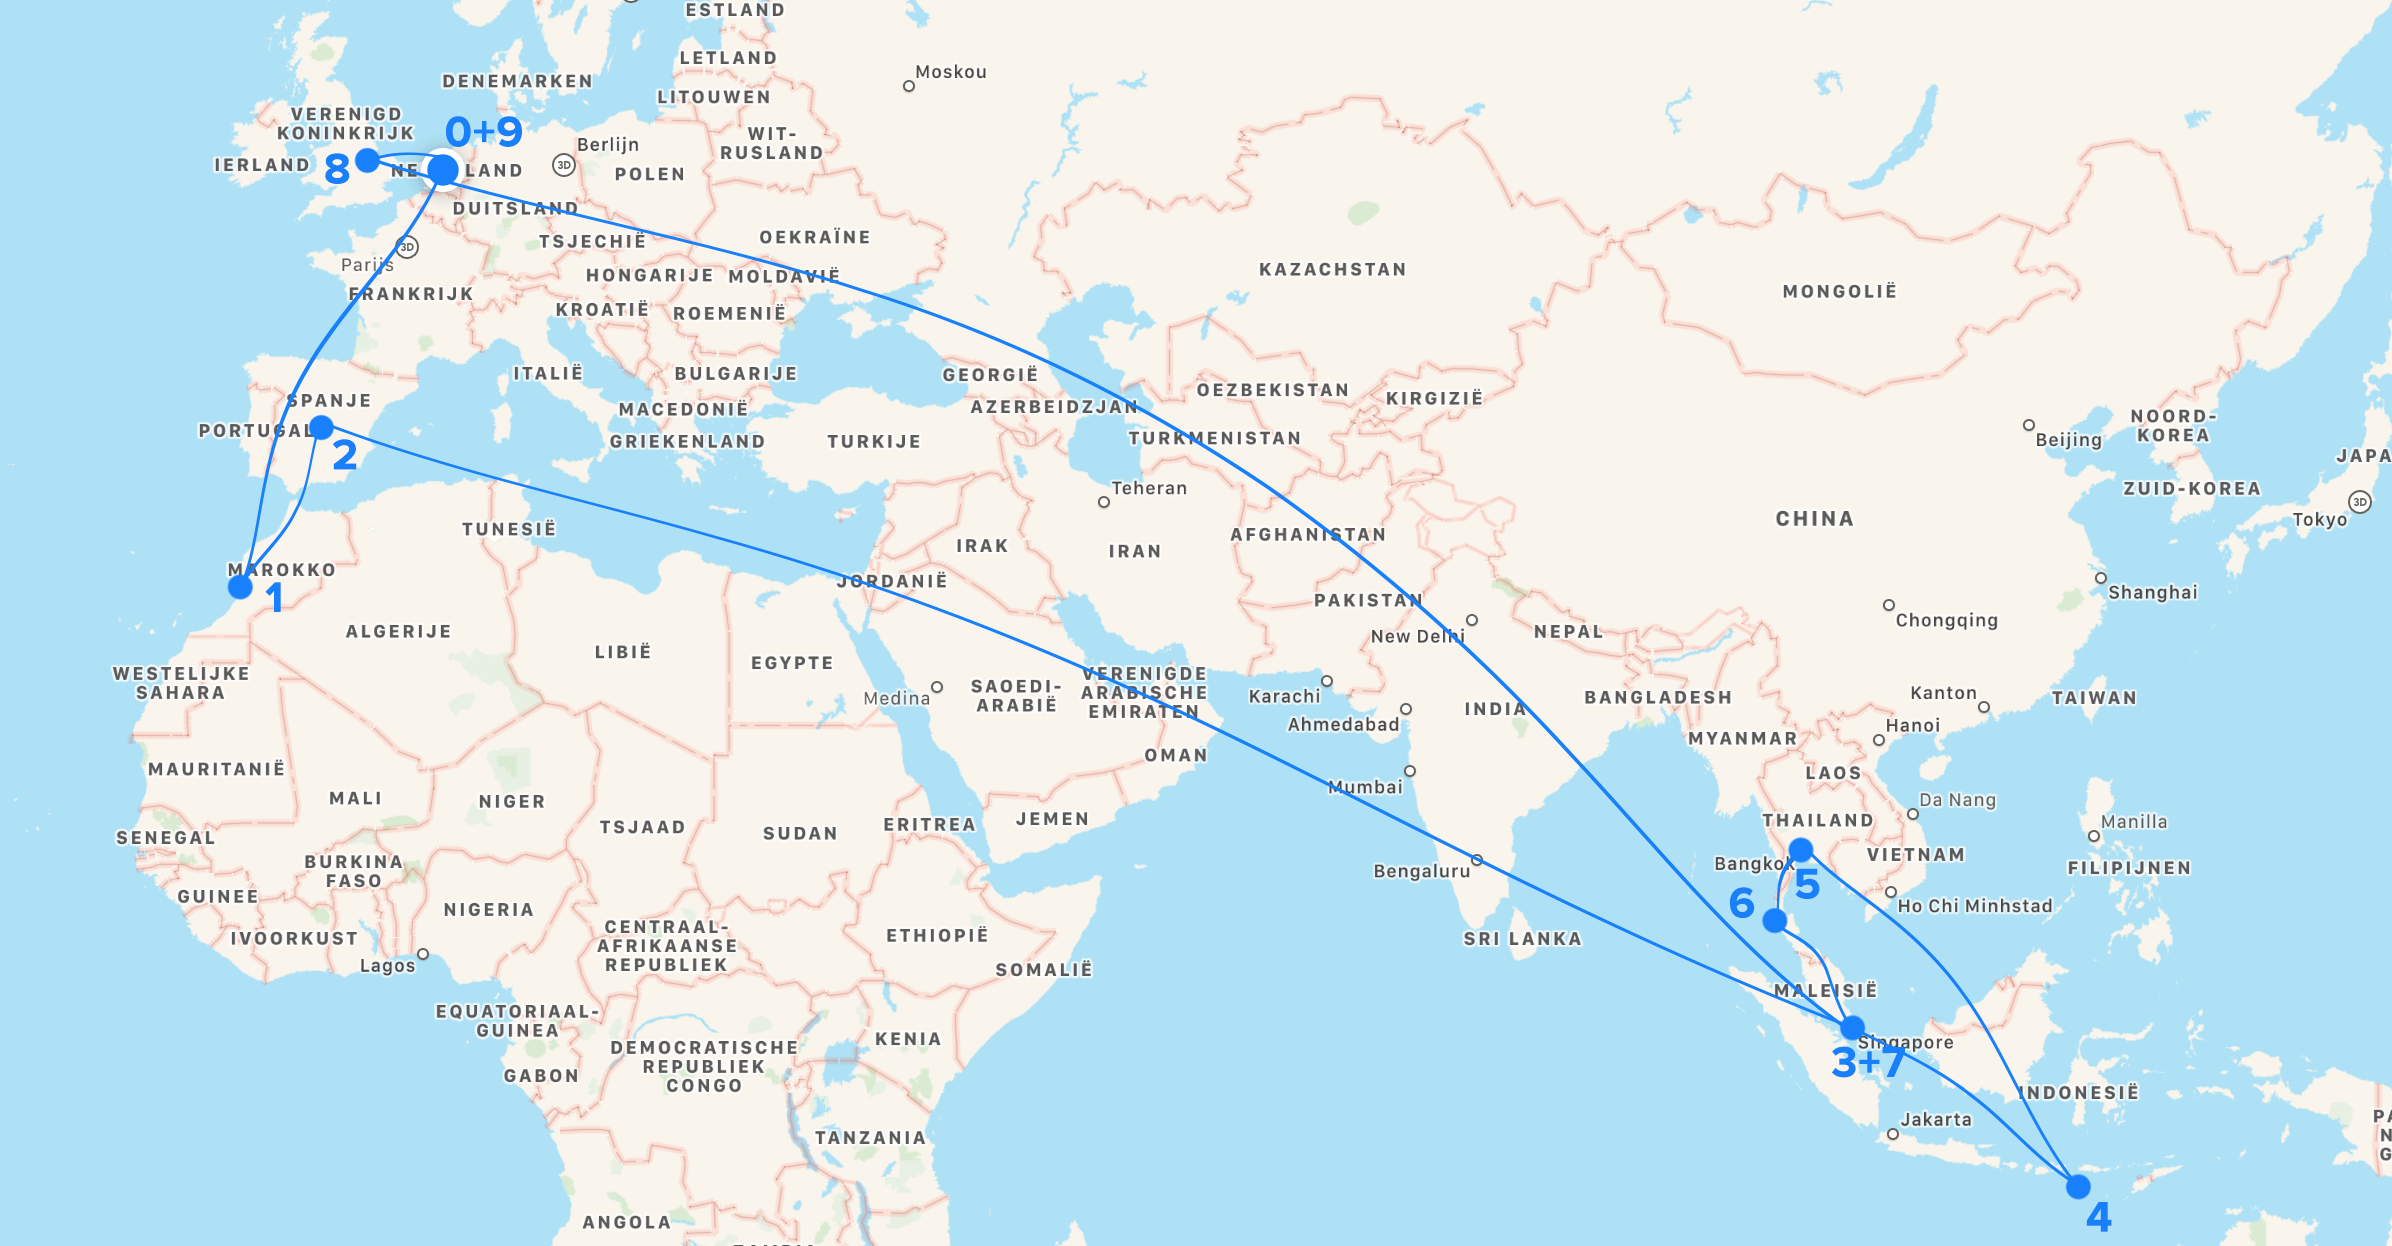 ESTLAND
LETLAND
Moskou
DENEMARKEN
LITOUWEN
VERENIGD
KONINKRIJK
0+9
WIT-
RUSLAND
Berlijn
3D
IERLAND
8
NE
LAND
POLEN
DUITSLAND
OEKRAÏNE
TSJECHIË
3D
Parijs
HONGARIJE
MOLDAVIË
KAZACHSTAN
MONGOLIË
FRANKRIJK
KROATIË
ROEMENIË
ITALIË
BULGARIJE
GEORGIË
OEZBEKISTAN
KIRGIZIË
SPANJE
MACEDONIË
AZERBEIDZJAN
NOORD-
KOREA
PORTUGAL
GRIEKENLAND
TURKIJE
TURKMENISTAN
Beijing
2
JAPA
Teheran
ZUID-KOREA
3D
Tokyo
TUNESIË
CHINA
IRAK
IRAN
AFGHANISTAN
MAROKKO
1
JORDANIË
PAKISTAN
Shanghai
ALGERIJE
LIBIË
EGYPTE
New Delhi
NEPAL
Chongqing
WESTELIJKE
SAHARA
Medina
SAOEDI-
ARABIË
VERENIGDE
ARABISCHE
EMIRATEN
Karachi
Ahmedabad
INDIA
BANGLADESH
Kanton
TAIWAN
MYANMAR
Hanoi
OMAN
MAURITANIË
MALI
NIGER
Mumbai
LAOS
Da Nang
SENEGAL
TSJAAD
SUDAN
ERITREA
JEMEN
THAILAND
Manilla
BURKINA
FASO
Bengaluru
Bangkok
VIETNAM
FILIPIJNEN
GUINEE
NIGERIA
5
6
Ho Chi Minhstad
IVOORKUST
CENTRAAL-
AFRIKAANSE
REPUBLIEK
ETHIOPIË
SRI LANKA
Lagos
SOMALIË
MALEISIË
EQUATORIAAL-
GUINEA
KENIA
Singapore
3+7
DEMOCRATISCHE
REPUBLIEK
CONGO
GABON
INDONESIË
Jakarta
PA
N
G
TANZANIA
ANGOLA
4